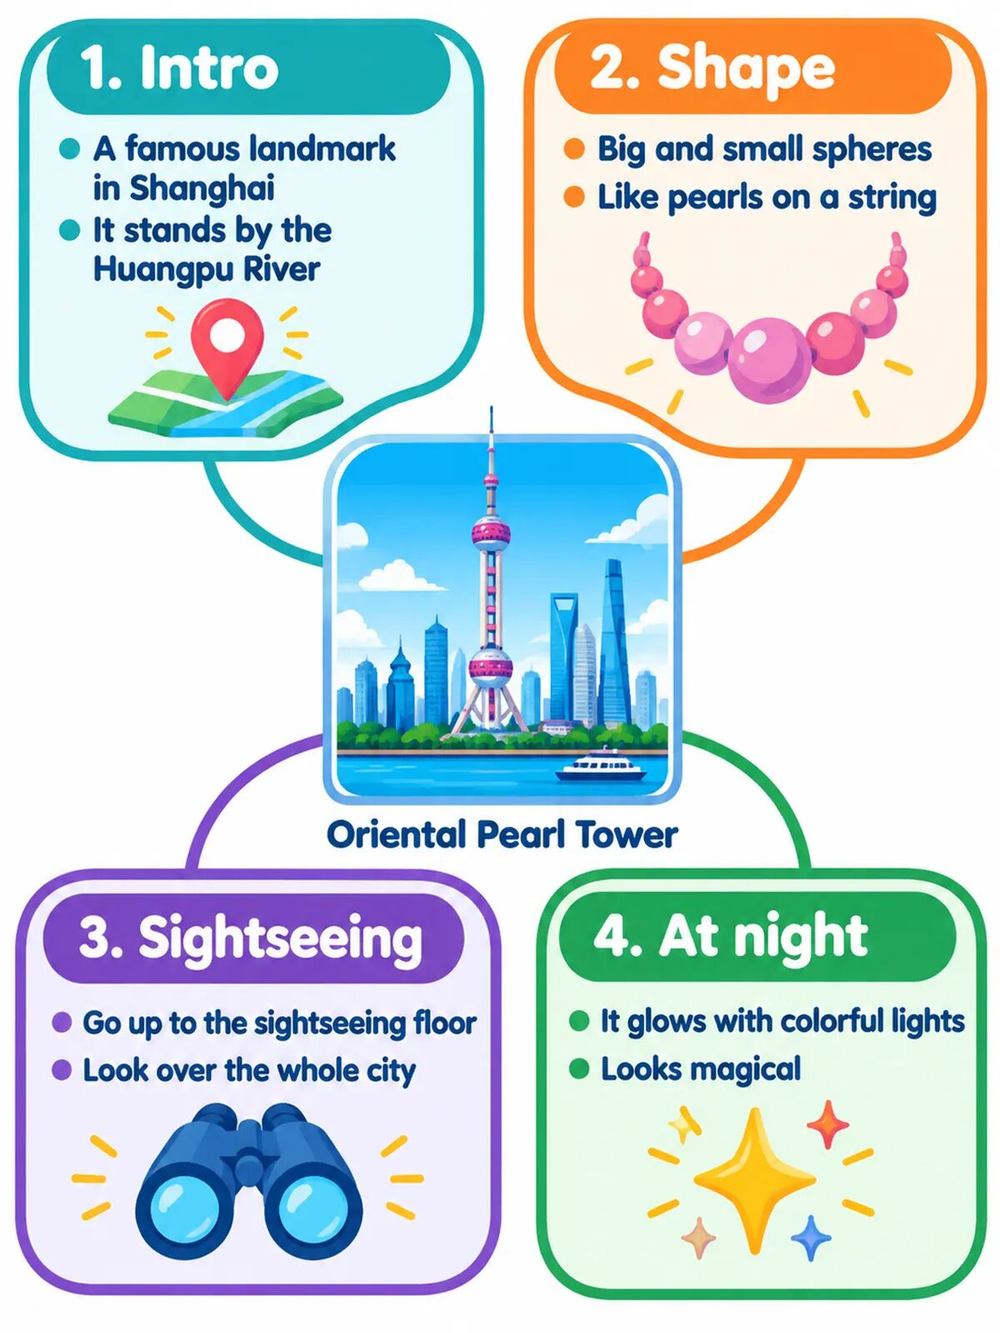 1. Intro
A famous landmark
in Shanghai
It stands by the
Huangpu River
2. Shape
Big and small spheres
Like pearls on a string
Oriental Pearl Tower
3. Sightseeing
Go up to the sightseeing floor
Look over the whole city
4. At night
It glows with colorful lights
Looks magical